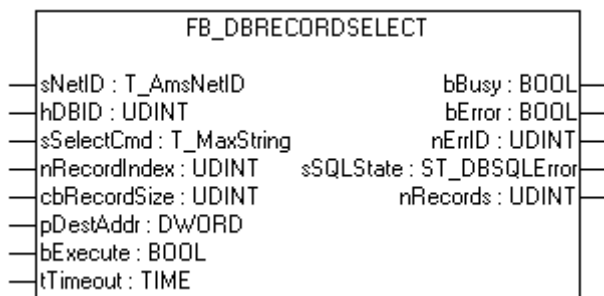 FB_DBRECORDSELECT
sNetID : T_AmsNetID bBusy : BOOL
hDBID : UDINT bError : BOOL
sSelectCmd : T_MaxString nErrID : UDINT
nRecordIndex : UDINT sSQLState : ST_DBSQLError
cbRecordSize : UDINT nRecords : UDINT
pDestAddr : DWORD
bExecute : BOOL
tTimeout : TIME